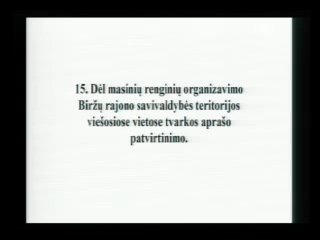 15. Dėl masinių renginių organizavimo
Biržų rajono savivaldybės teritorijos
viešosiose vietose tvarkos aprašo
patvirtinimo.